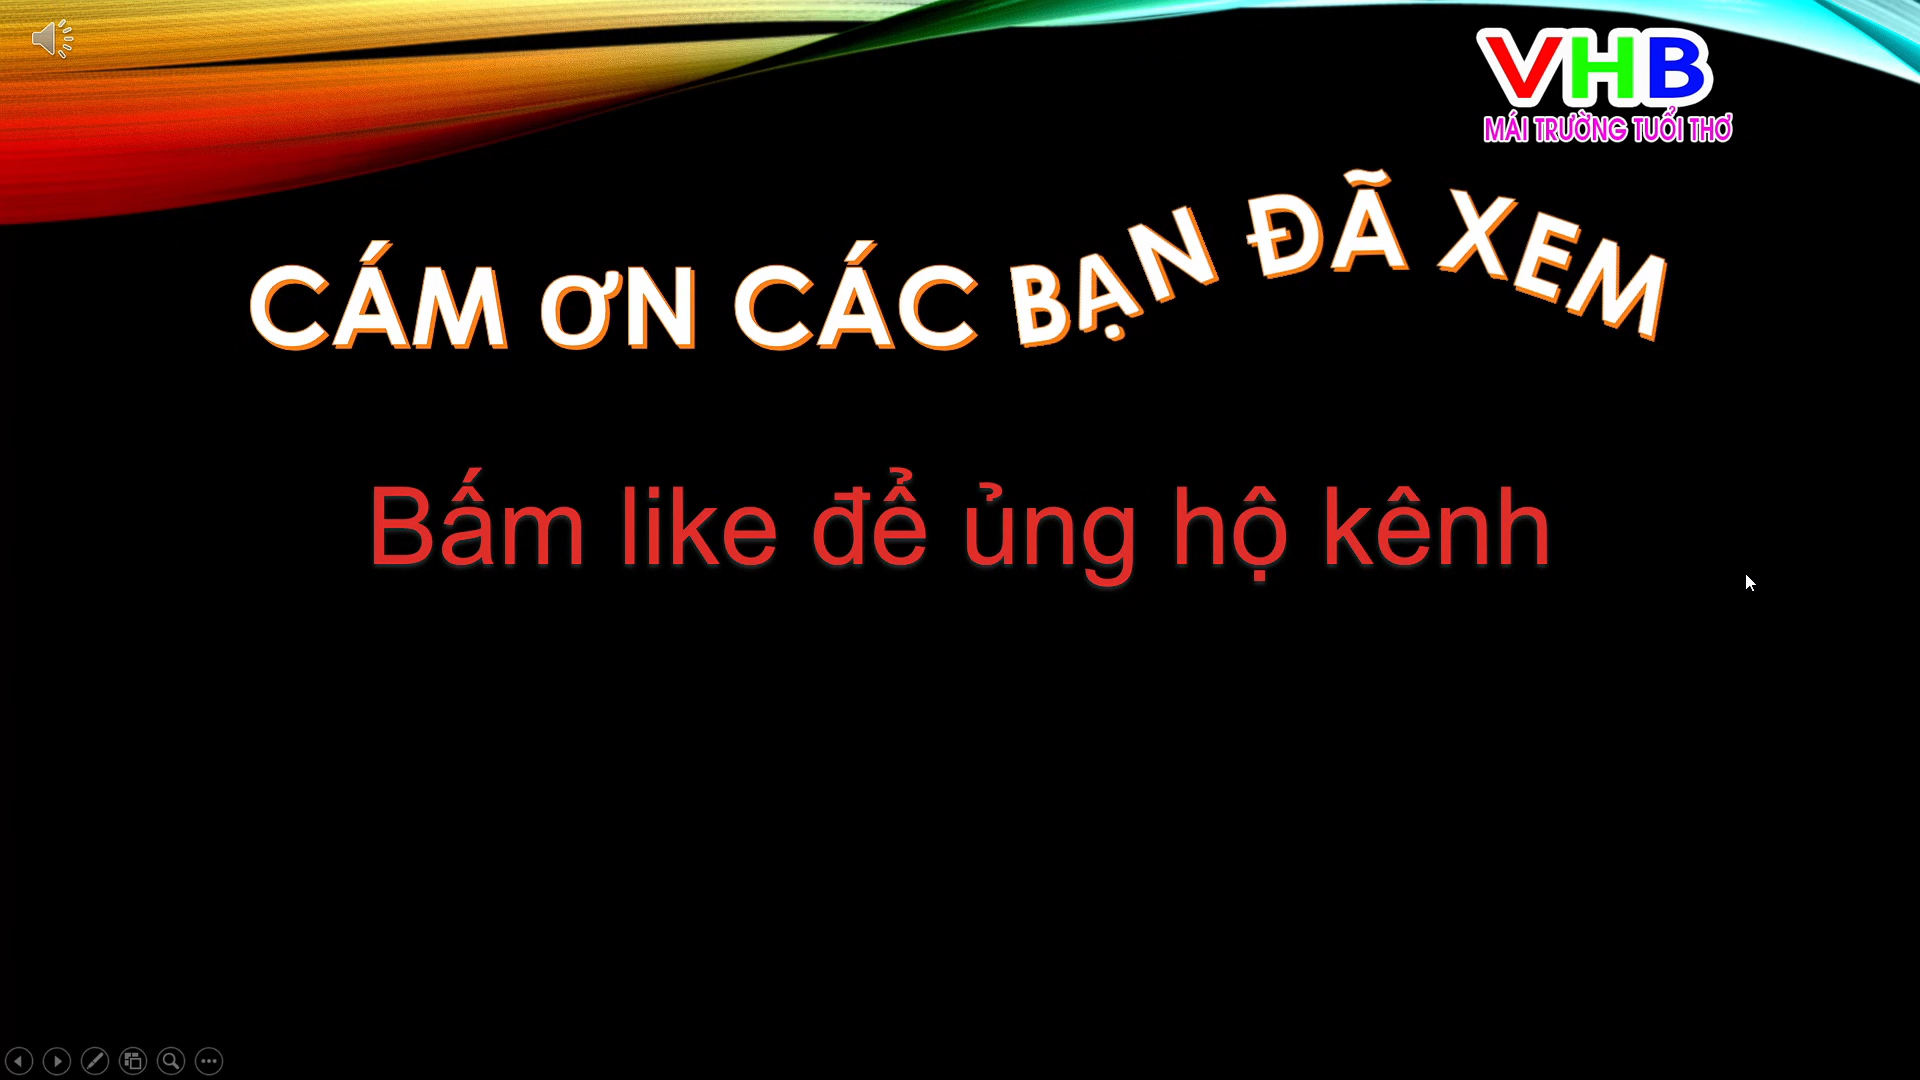 VHB
MÁI TRƯỜNG TUỔI THƠ
CÁM ƠN CÁC BẠN ĐÃ XEM
Bấm like để ủng hộ kênh